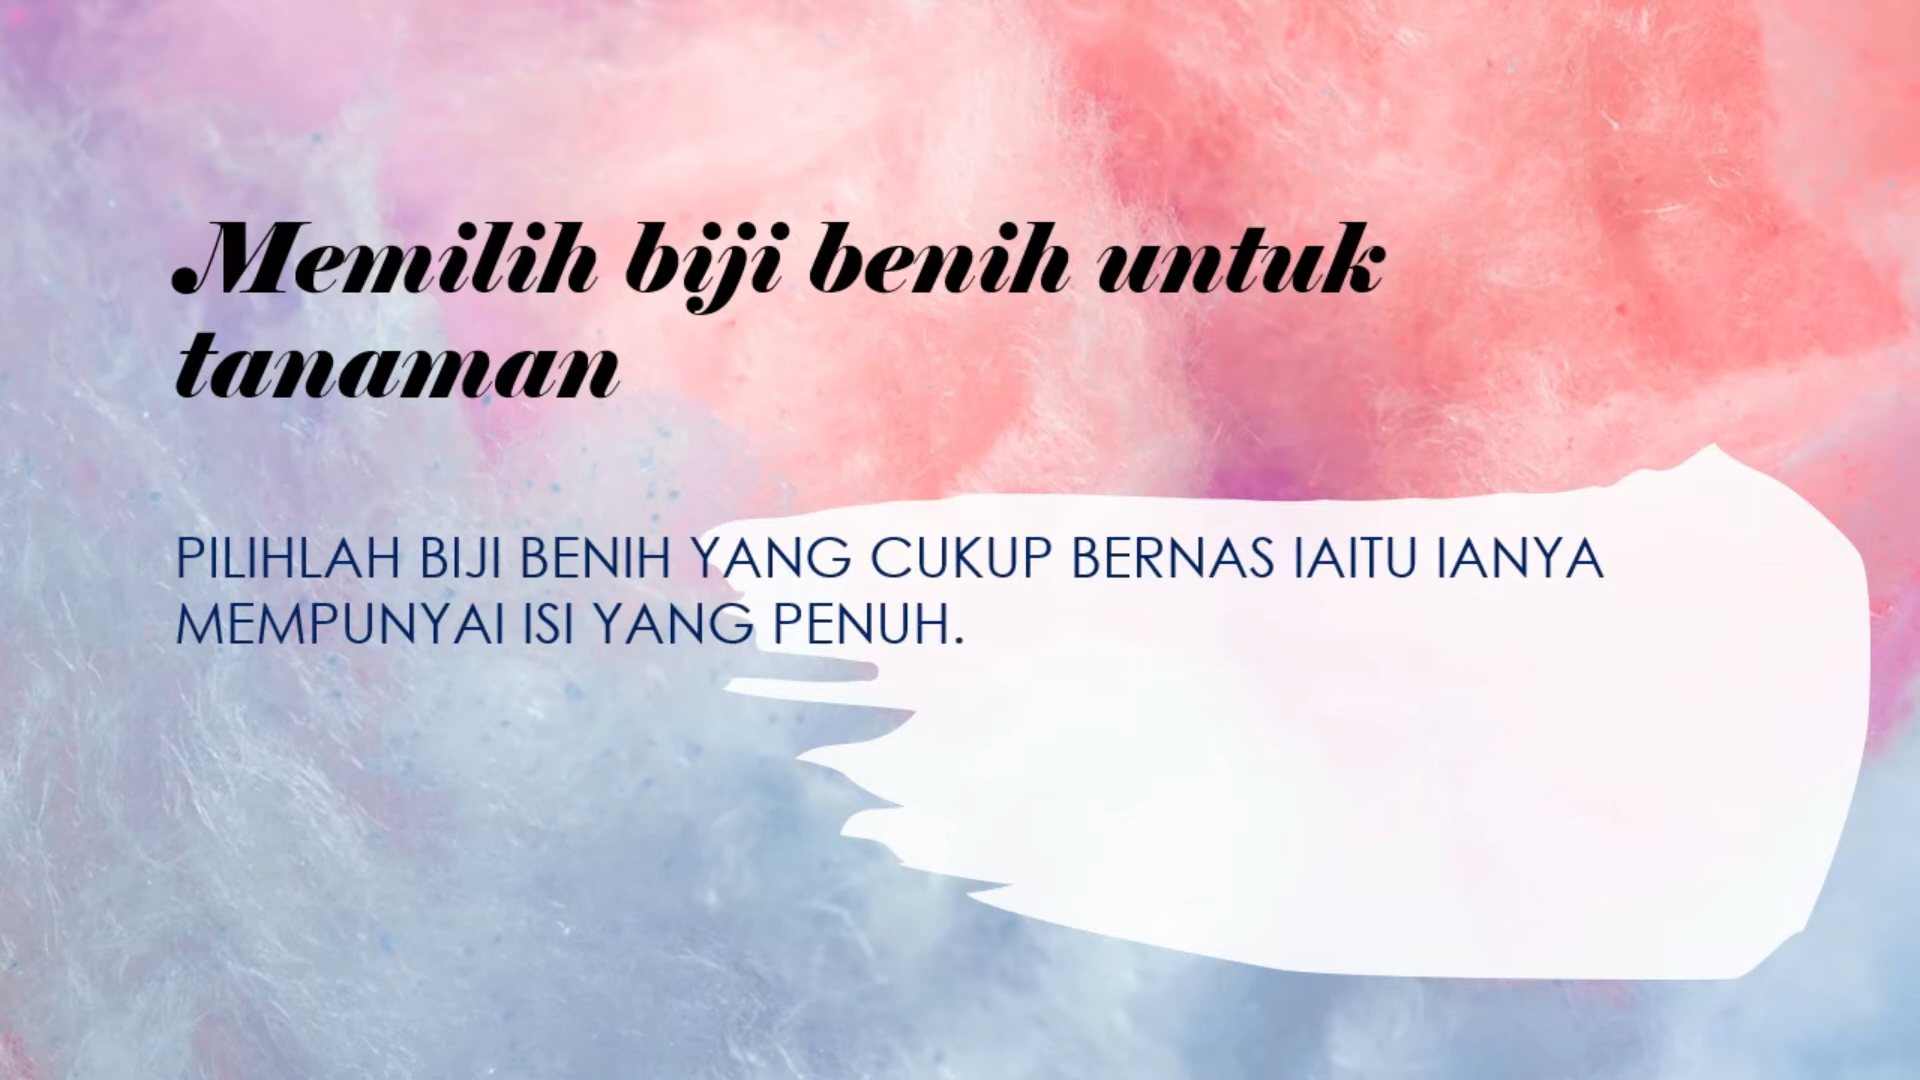 Memilih biji benih untuk
tanaman
PILIHLAH BIJI BENIH YANG CUKUP BERNAS IAITU IANYA
MEMPUNYAI ISI YANG PENUH.